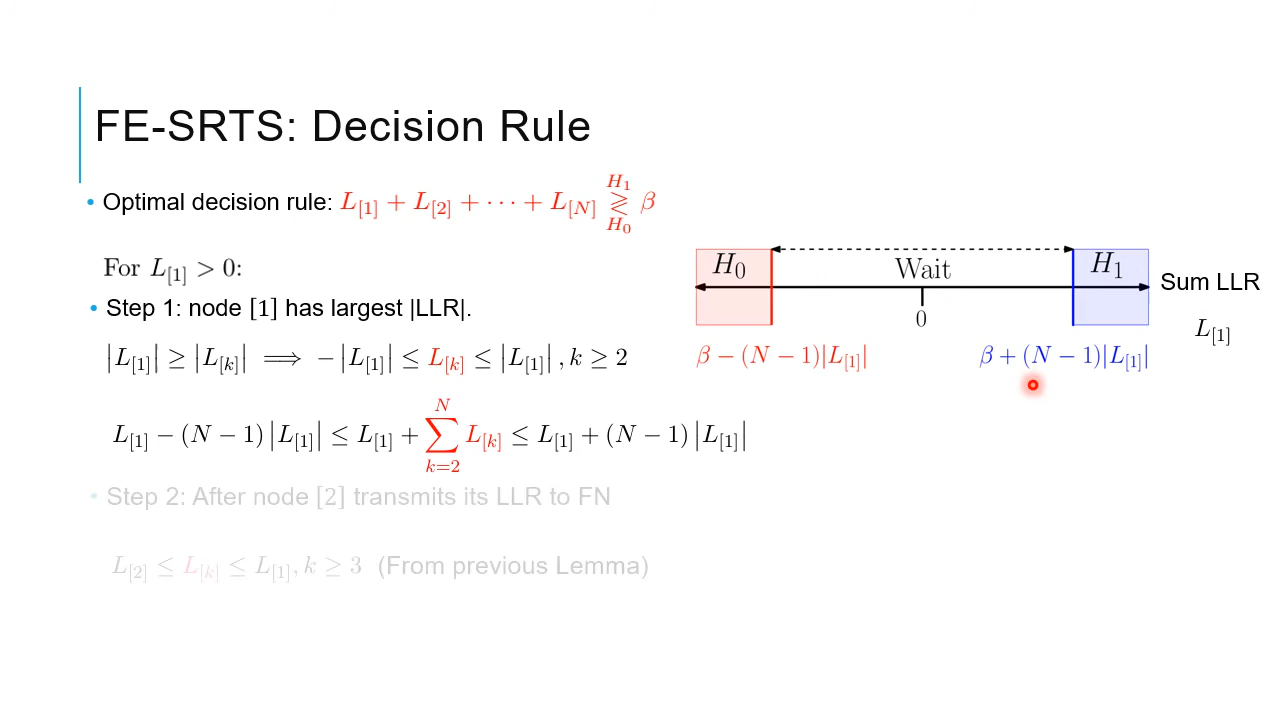 FE-SRTS: Decision Rule
• Optimal decision rule: L_[1] + L_[2] + ··· + L_[N] ≷^{H_1}_{H_0} β
For L_[1] > 0:
• Step 1: node [1] has largest |LLR|.
|L_[1]| ≥ |L_[k]| ⟹ −|L_[1]| ≤ L_[k] ≤ |L_[1]|, k ≥ 2
L_[1] − (N − 1)|L_[1]| ≤ L_[1] + ∑_{k=2}^{N} L_[k] ≤ L_[1] + (N − 1)|L_[1]|
• Step 2: After node [2] transmits its LLR to FN
L_[2] ≤ L_[k] ≤ L_[1], k ≥ 3 (From previous Lemma)
H_0 Wait H_1
Sum LLR
0
L_[1]
β − (N − 1)|L_[1]| β + (N − 1)|L_[1]|